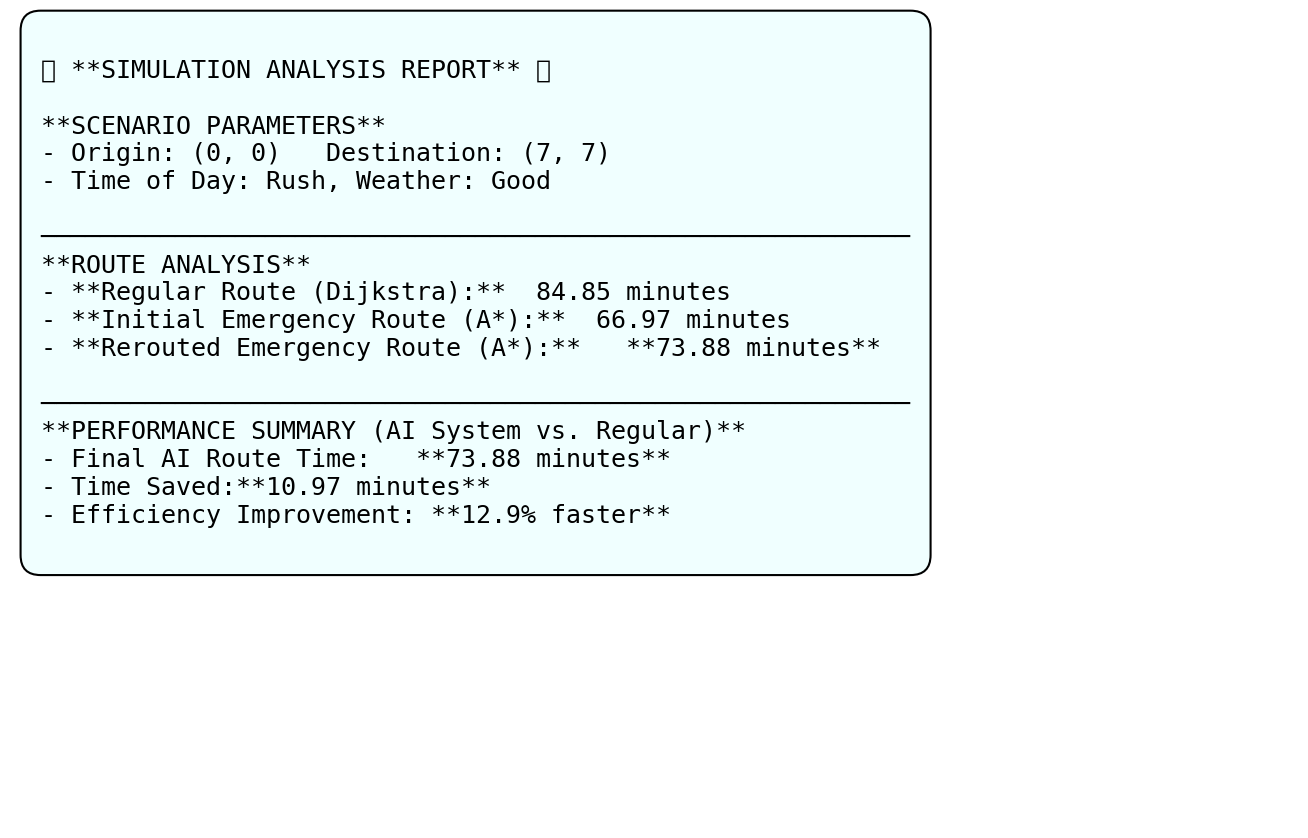 ▯ **SIMULATION ANALYSIS REPORT** ▯
**SCENARIO PARAMETERS**
- Origin: (0, 0)   Destination: (7, 7)
- Time of Day: Rush, Weather: Good
**ROUTE ANALYSIS**
- **Regular Route (Dijkstra):**  84.85 minutes
- **Initial Emergency Route (A*):**  66.97 minutes
- **Rerouted Emergency Route (A*):**   **73.88 minutes**
**PERFORMANCE SUMMARY (AI System vs. Regular)**
- Final AI Route Time:   **73.88 minutes**
- Time Saved:**10.97 minutes**
- Efficiency Improvement: **12.9% faster**